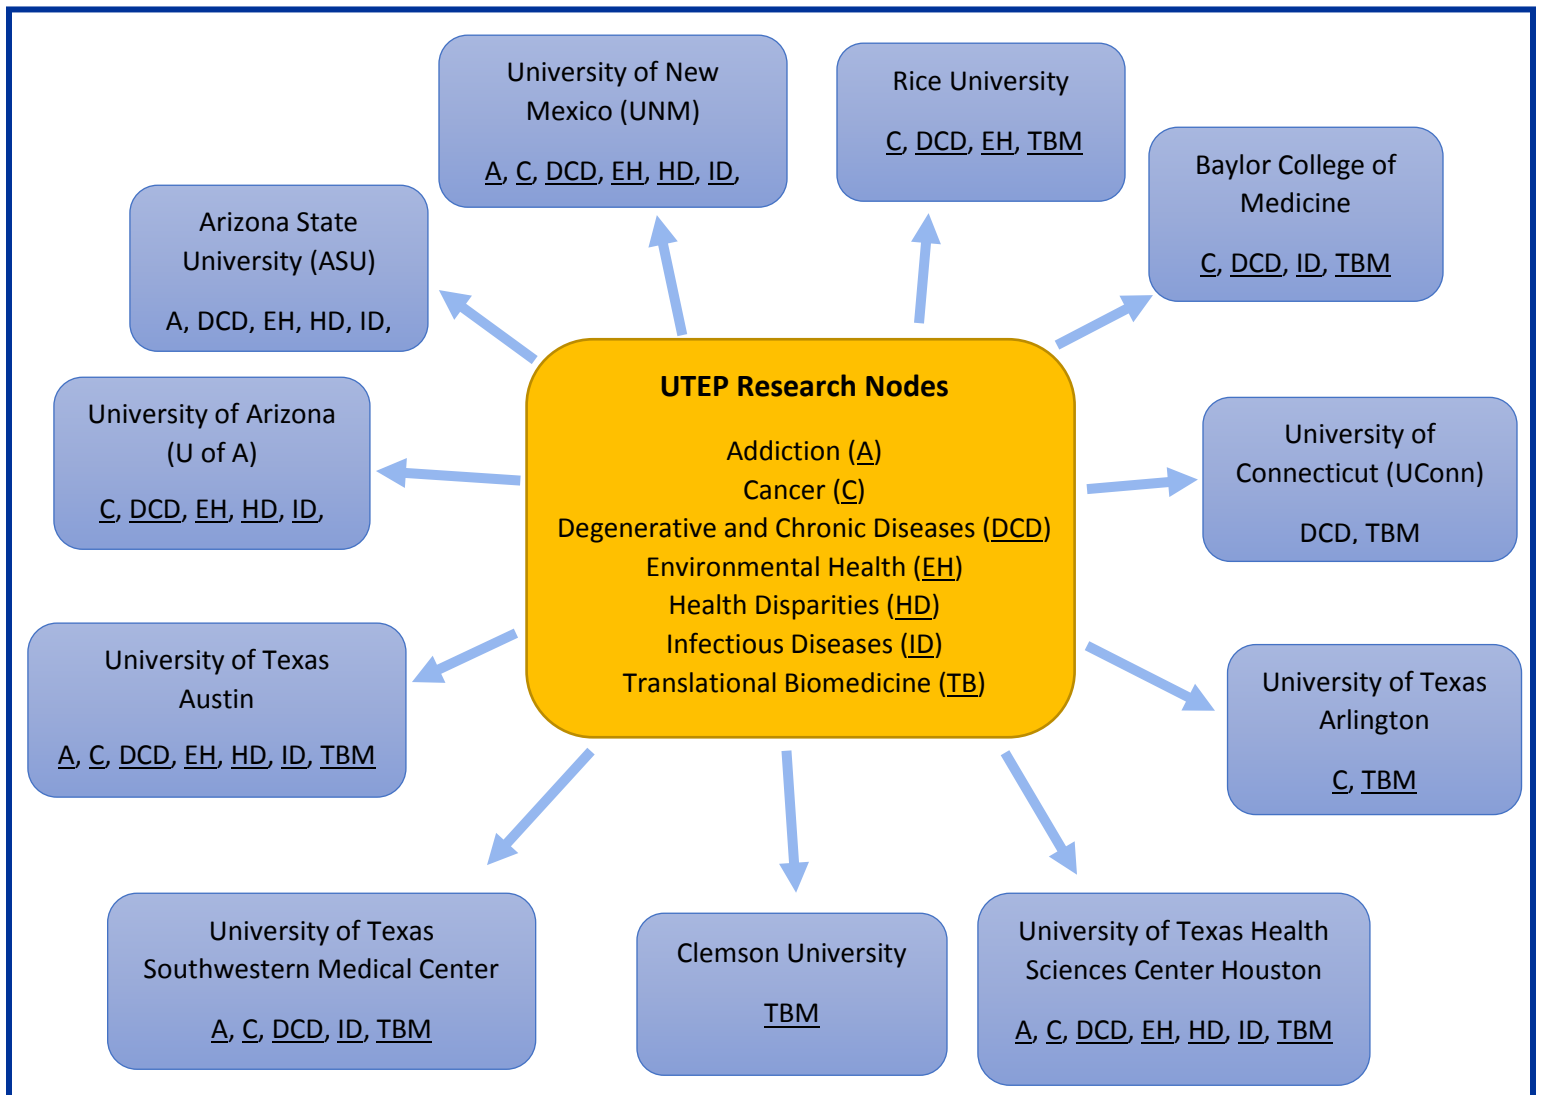 University of New
Mexico (UNM)
A, C, DCD, EH, HD, ID,
Rice University
C, DCD, EH, TBM
Baylor College of
Medicine
C, DCD, ID, TBM
Arizona State
University (ASU)
A, DCD, EH, HD, ID,
UTEP Research Nodes
Addiction (A)
Cancer (C)
Degenerative and Chronic Diseases (DCD)
Environmental Health (EH)
Health Disparities (HD)
Infectious Diseases (ID)
Translational Biomedicine (TB)
University of Arizona
(U of A)
C, DCD, EH, HD, ID,
University of
Connecticut (UConn)
DCD, TBM
University of Texas
Austin
A, C, DCD, EH, HD, ID, TBM
University of Texas
Arlington
C, TBM
University of Texas
Southwestern Medical Center
A, C, DCD, ID, TBM
Clemson University
TBM
University of Texas Health
Sciences Center Houston
A, C, DCD, EH, HD, ID, TBM